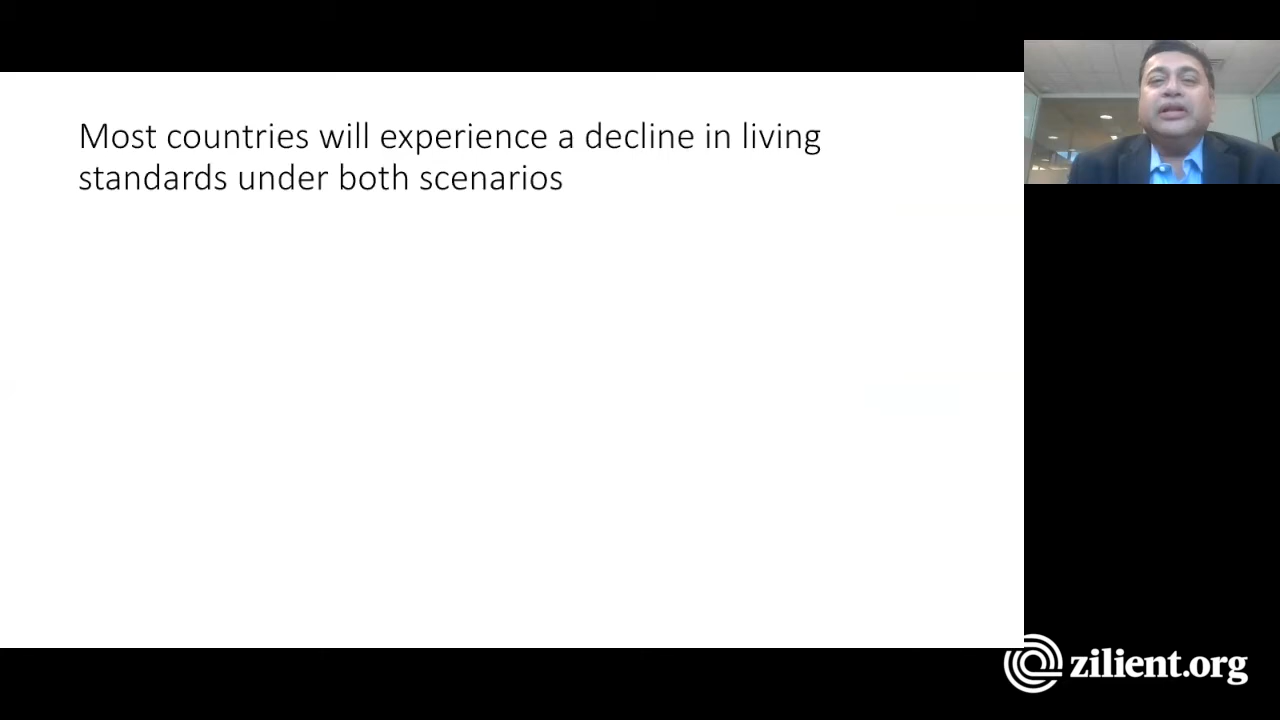 Most countries will experience a decline in living
standards under both scenarios
zilient.org